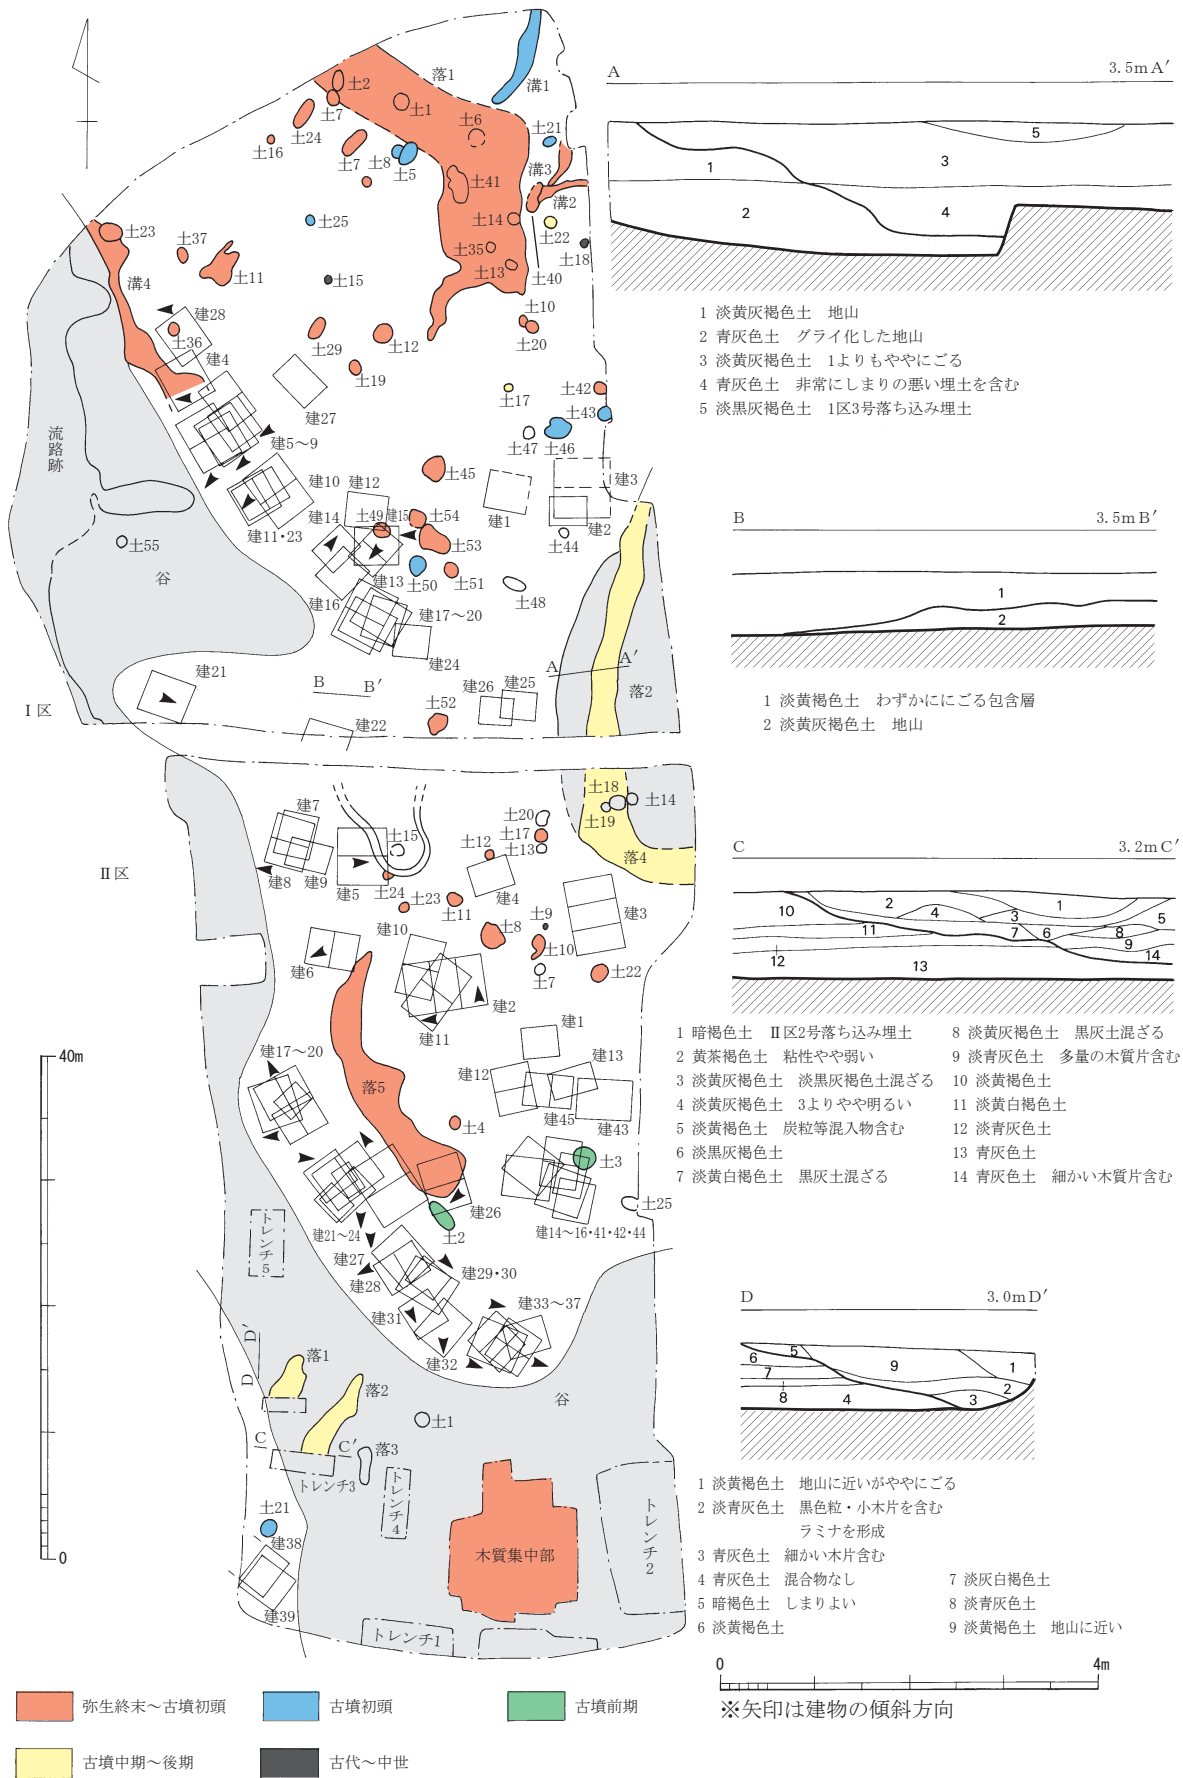 落1
土2
溝1
土1
土7
土6
土24
土21
土16
土7
土8
土5
溝3
土41
溝2
土14
土25
土22
土23
土37
土35
土18
土11
土13
土40
土15
溝4
建28
土10
土36
土29
土12
土20
建4
土19
土17
土42
建27
土43
流路跡
建5～9
土47
土46
土45
建10
建12
建3
建14
土49
建15
土54
建1
建2
建11・23
土53
土44
土55
谷
建13
土50
土51
建16
土48
建17～20
建24
A
A′
建21
B
B′
建26
建25
落2
土52
Ⅰ区
建22
A
3.5m A′
5
1
3
2
4
1 淡黄灰褐色土 地山
2 青灰色土 グライ化した地山
3 淡黄灰褐色土 1よりもややにごる
4 青灰色土 非常にしまりの悪い埋土を含む
5 淡黒灰褐色土 1区3号落ち込み埋土
B
3.5m B′
1
2
1 淡黄褐色土 わずかににごる包含層
2 淡黄灰褐色土 地山
土18
土14
建7
土20
土19
土17
土15
土12
土13
落4
Ⅱ区
建8
建9
建5
土24
土23
建4
土11
土9
建3
土8
建10
土10
建6
土7
土22
建2
建11
建1
建17～20
建13
建12
落5
建45
建43
土4
土3
建26
土25
建21～24
土2
建14～16・41・42・44
トレンチ5
建27
建29・30
建28
建31
建33～37
建32
D′
落1
D
落2
谷
土1
C
C′
落3
トレンチ3
トレンチ4
土21
トレンチ2
建38
木質集中部
建39
トレンチ1
40m
0
C
3.2m C′
10
2
4
3
1
5
11
7
6
8
9
12
13
14
1 暗褐色土 Ⅱ区2号落ち込み埋土
2 黄茶褐色土 粘性やや弱い
3 淡黄灰褐色土 淡黒灰褐色土混ざる
4 淡黄灰褐色土 3よりやや明るい
5 淡黄褐色土 炭粒等混入物含む
6 淡黒灰褐色土
7 淡黄白褐色土 黒灰土混ざる
8 淡黄灰褐色土 黒灰土混ざる
9 淡青灰色土 多量の木質片含む
10 淡黄褐色土
11 淡黄白褐色土
12 淡青灰色土
13 青灰色土
14 青灰色土 細かい木質片含む
D
3.0m D′
6
5
9
1
7
2
8
4
3
1 淡黄褐色土 地山に近いがややにごる
2 淡青灰色土 黒色粒・小木片を含む
ラミナを形成
3 青灰色土 細かい木片含む
4 青灰色土 混合物なし
5 暗褐色土 しまりよい
6 淡黄褐色土
7 淡灰白褐色土
8 淡青灰色土
9 淡黄褐色土 地山に近い
0
4m
※矢印は建物の傾斜方向
弥生終末～古墳初頭
古墳初頭
古墳前期
古墳中期～後期
古代～中世